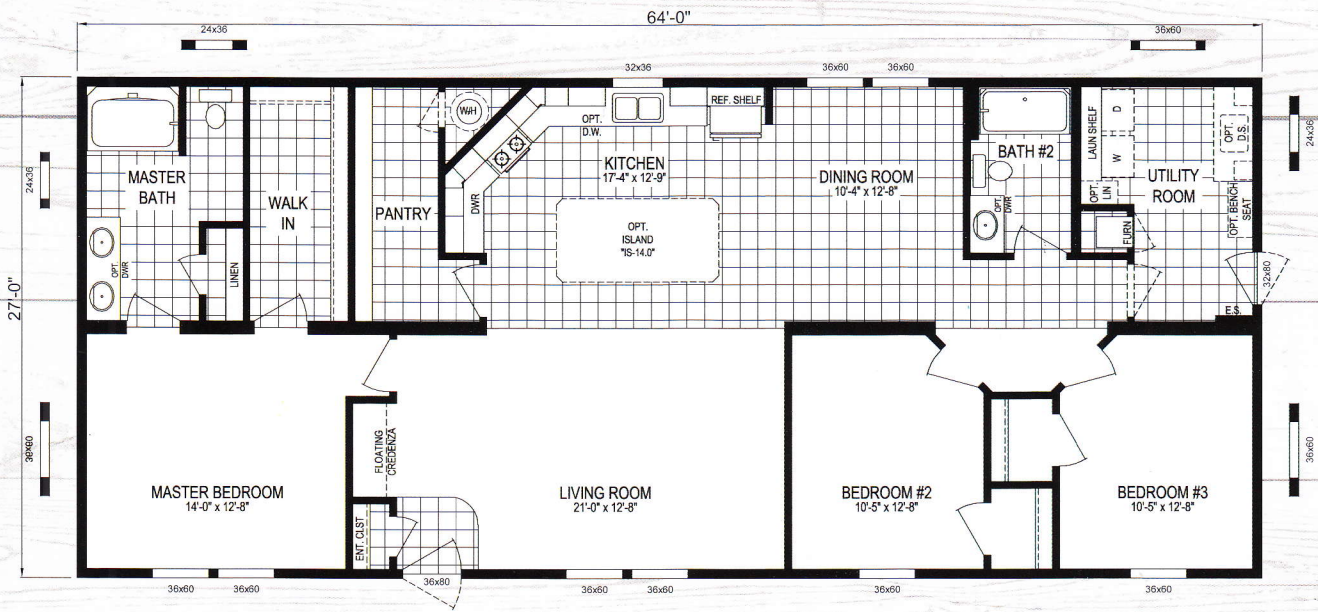 64'-0"
24x36
36x60
32x36
36x60 36x60
REF. SHELF
W/H
OPT.
D.W.
KITCHEN
17'-4" x 12'-9"
DINING ROOM
10'-4" x 12'-8"
BATH #2
LAUN SHELF
D
W
OPT.
D.S.
OPT.
LIN
UTILITY
ROOM
OPT. BENCH
SEAT
24x36
24x36
MASTER
BATH
WALK
IN
PANTRY
DWR
OPT.
ISLAND
"IS-14.0"
OPT.
DWR
OPT.
DWR
LINEN
FURN
32x80
E.S.
27'-0"
36x60
FLOATING
CREDENZA
MASTER BEDROOM
14'-0" x 12'-8"
LIVING ROOM
21'-0" x 12'-8"
BEDROOM #2
10'-5" x 12'-8"
BEDROOM #3
10'-5" x 12'-8"
36x60
ENT. CLST
36x80
36x60 36x60
36x60 36x60
36x60
36x60